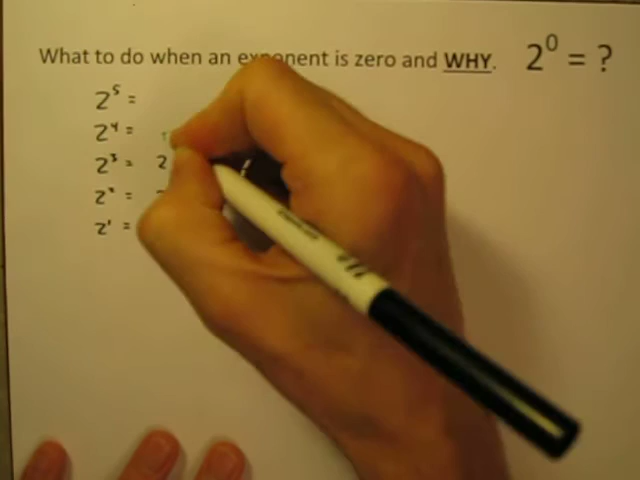 What to do when an exponent is zero and WHY. 2⁰ = ?
2⁵ =
2⁴ =
2³ = 2
2² =
2¹ =